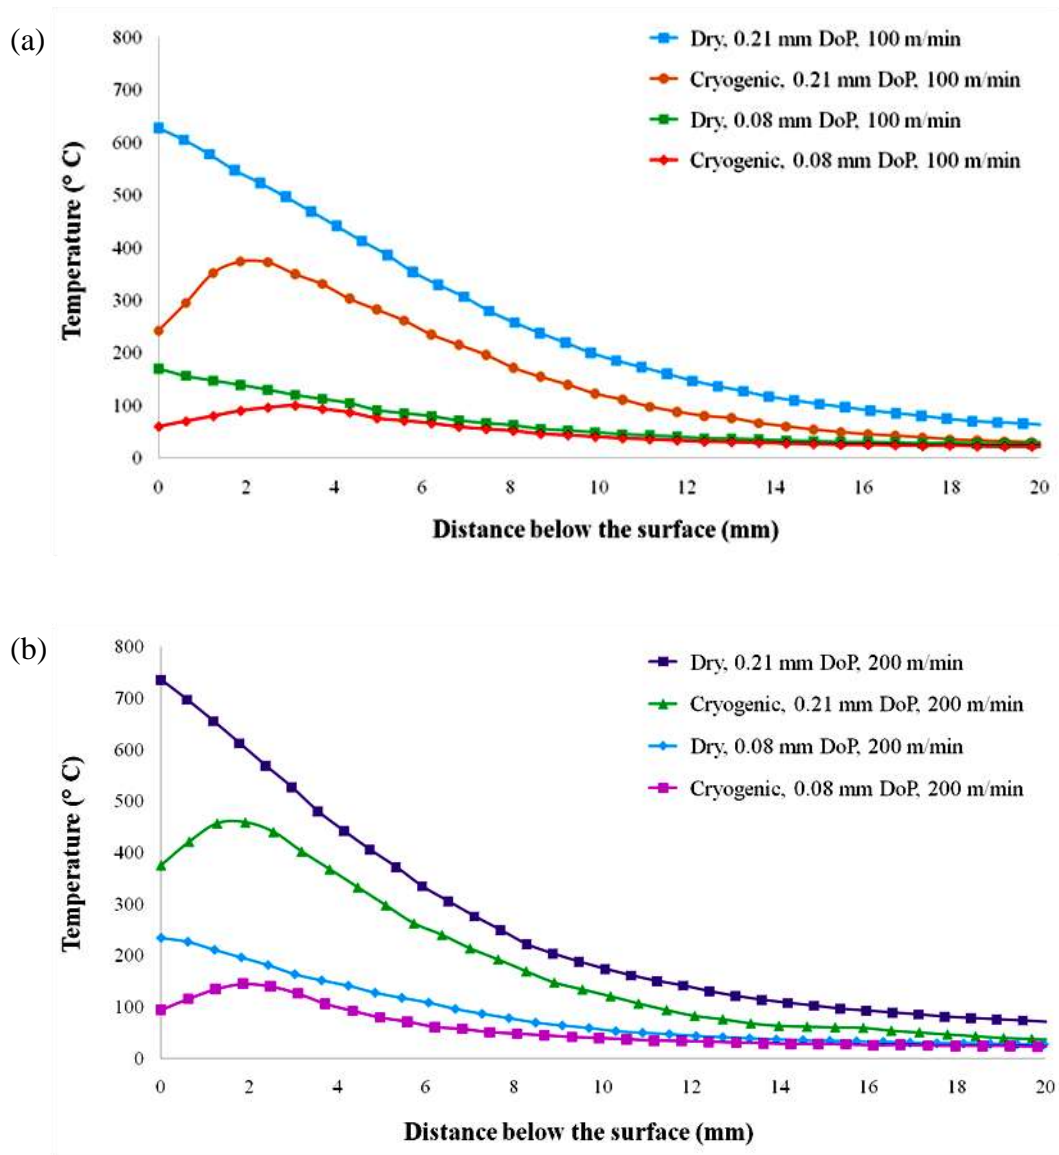 (a)
800
700
600
500
400
300
200
100
0
Temperature (° C)
Dry, 0.21 mm DoP, 100 m/min
Cryogenic, 0.21 mm DoP, 100 m/min
Dry, 0.08 mm DoP, 100 m/min
Cryogenic, 0.08 mm DoP, 100 m/min
0 2 4 6 8 10 12 14 16 18 20
Distance below the surface (mm)
(b)
800
700
600
500
400
300
200
100
0
Temperature (° C)
Dry, 0.21 mm DoP, 200 m/min
Cryogenic, 0.21 mm DoP, 200 m/min
Dry, 0.08 mm DoP, 200 m/min
Cryogenic, 0.08 mm DoP, 200 m/min
0 2 4 6 8 10 12 14 16 18 20
Distance below the surface (mm)